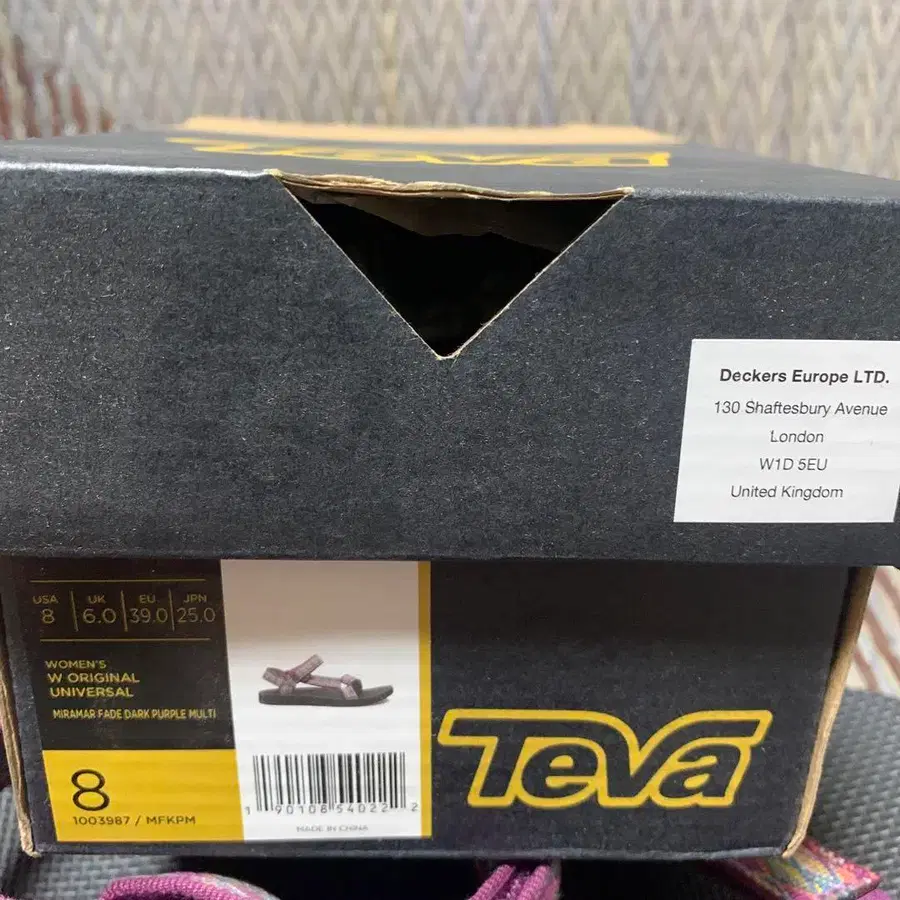 Teva
Deckers Europe LTD.
130 Shaftesbury Avenue
London
W1D 5EU
United Kingdom
USA UK EU JPN
8 6.0 39.0 25.0
WOMEN'S
W ORIGINAL
UNIVERSAL
MIRAMAR FADE DARK PURPLE MULTI
8
1003987 / MFKPM
1 90108 54022 2
MADE IN CHINA
Teva